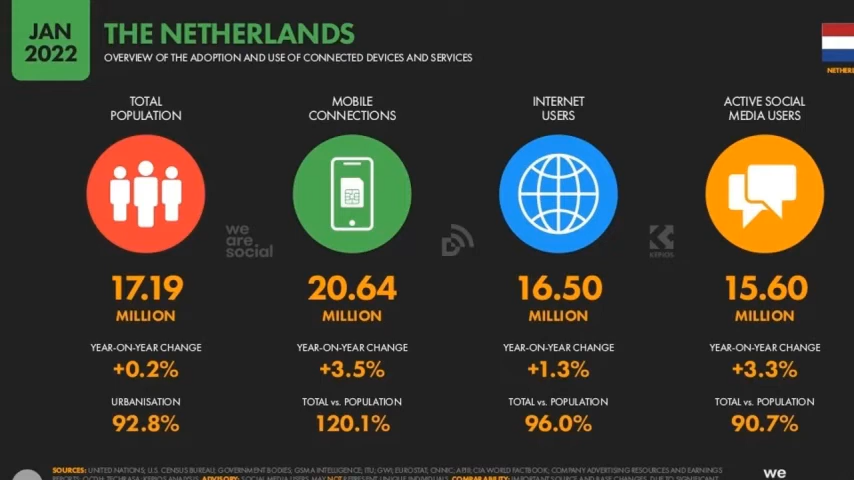 JAN
2022
THE NETHERLANDS
OVERVIEW OF THE ADOPTION AND USE OF CONNECTED DEVICES AND SERVICES
NETHERL
TOTAL
POPULATION
MOBILE
CONNECTIONS
INTERNET
USERS
ACTIVE SOCIAL
MEDIA USERS
we
are
social
KEPIOS
17.19
MILLION
20.64
MILLION
16.50
MILLION
15.60
MILLION
YEAR-ON-YEAR CHANGE
+0.2%
YEAR-ON-YEAR CHANGE
+3.5%
YEAR-ON-YEAR CHANGE
+1.3%
YEAR-ON-YEAR CHANGE
+3.3%
URBANISATION
92.8%
TOTAL vs. POPULATION
120.1%
TOTAL vs. POPULATION
96.0%
TOTAL vs. POPULATION
90.7%
SOURCES: UNITED NATIONS; U.S. CENSUS BUREAU; GOVERNMENT BODIES; GSMA INTELLIGENCE; ITU; GWI; EUROSTAT; CNNIC; APJII; CIA WORLD FACTBOOK; COMPANY ADVERTISING RESOURCES AND EARNINGS
we